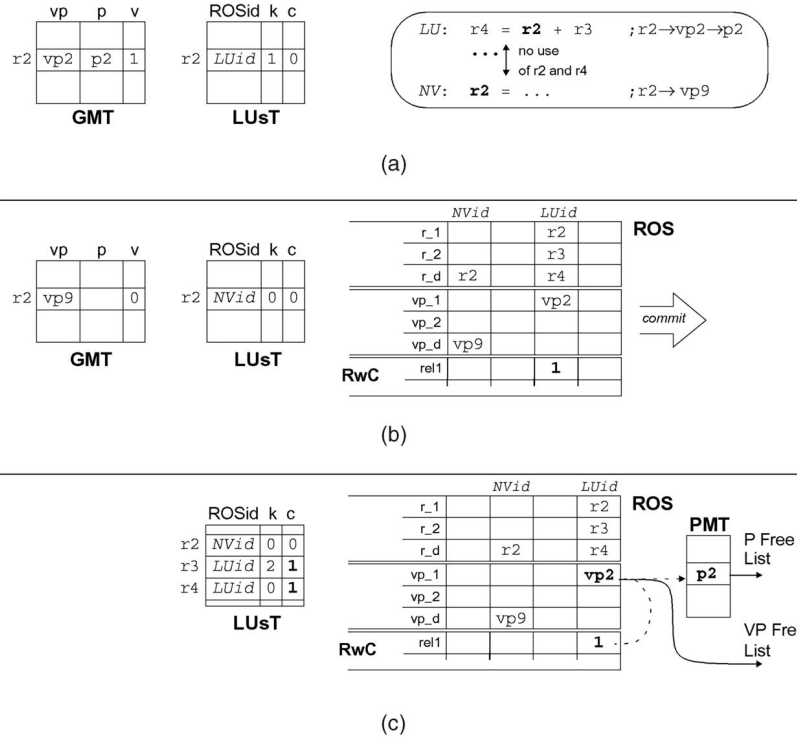 vp p v
r2 vp2 p2 1
GMT
ROSid k c
r2 LUid 1 0
LUsT
LU: r4 = r2 + r3 ;r2→vp2→p2
... no use
of r2 and r4
NV: r2 = ... ;r2→vp9
(a)
vp p v
r2 vp9 0
GMT
ROSid k c
r2 NVid 0 0
LUsT
NVid LUid
ROS
r_1 r2
r_2 r3
r_d r2 r4
vp_1 vp2
vp_2
vp_d vp9
RwC rel1 1
commit
(b)
ROSid k c
r2 NVid 0 0
r3 LUid 2 1
r4 LUid 0 1
LUsT
NVid LUid
ROS
r_1 r2
r_2 r3
r_d r2 r4
vp_1 vp2
vp_2
vp_d vp9
RwC rel1 1
PMT
p2
P Free
List
VP Fre
List
(c)